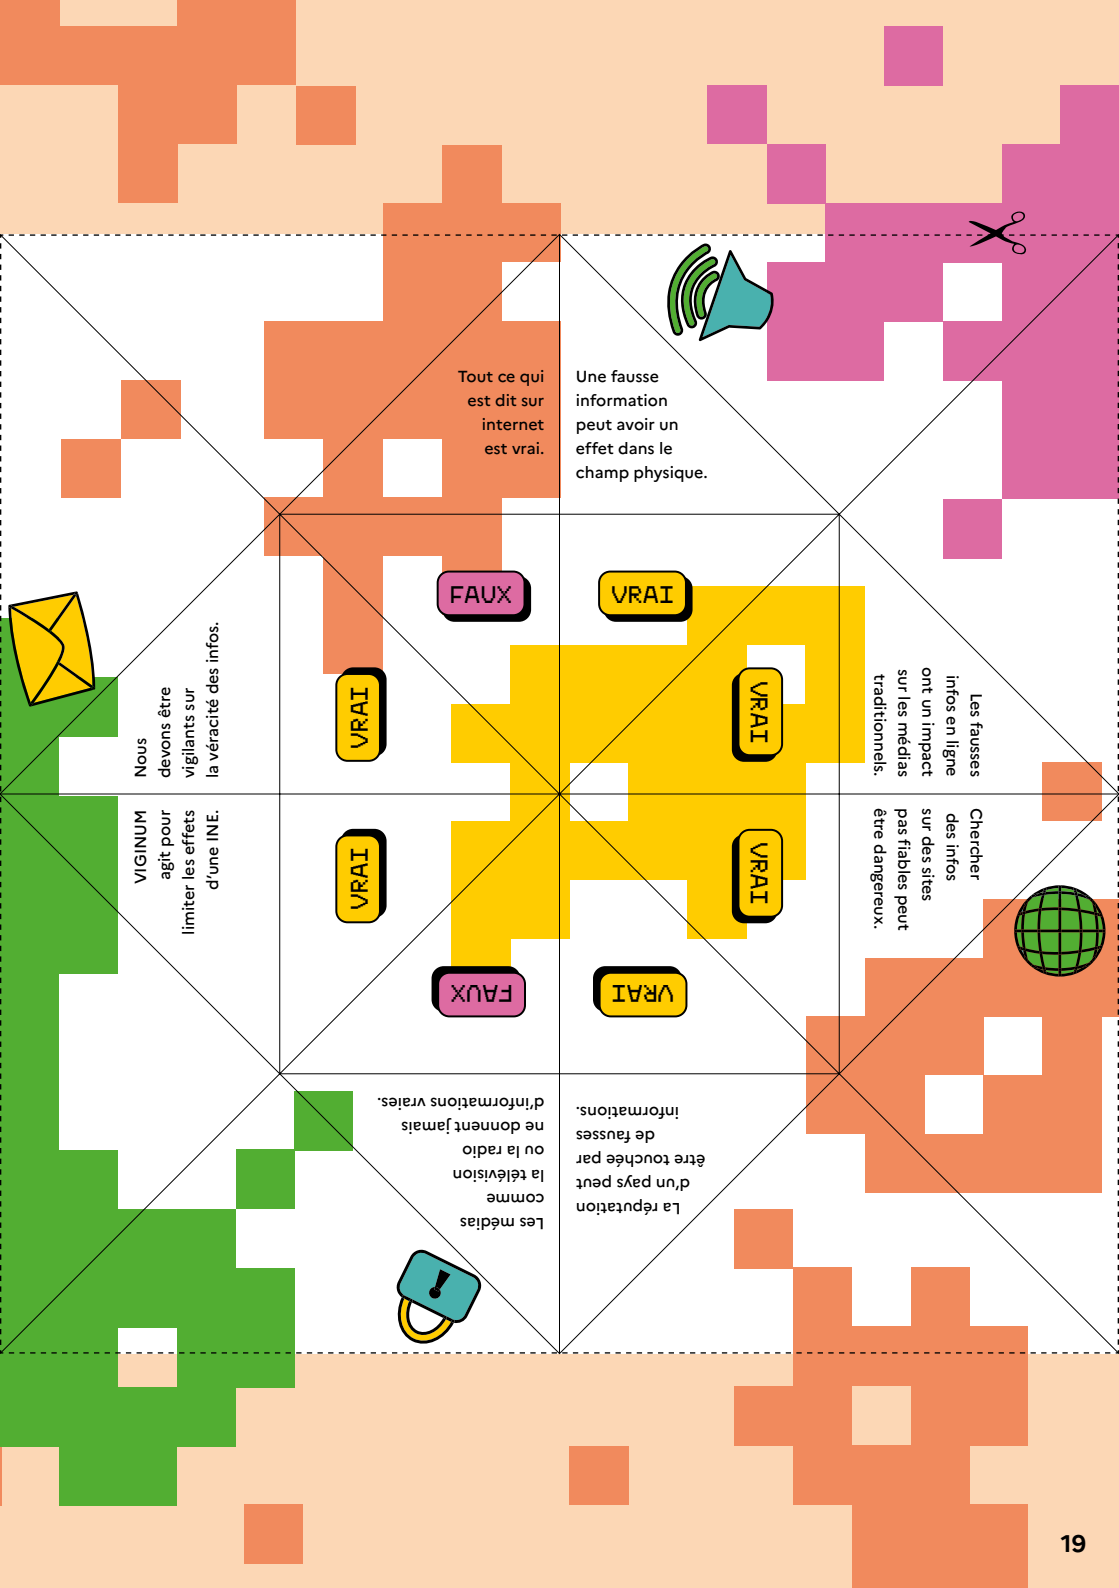 Tout ce qui
est dit sur
internet
est vrai.
Une fausse
information
peut avoir un
effet dans le
champ physique.
FAUX
VRAI
Nous
devons être
vigilants sur
la véracité des infos.
VRAI
VRAI
Les fausses
infos en ligne
ont un impact
sur les médias
traditionnels.
VIGINUM
agit pour
limiter les effets
d’une INE.
VRAI
VRAI
Chercher
des infos
sur des sites
pas fiables peut
être dangereux.
FAUX
VRAI
Les médias
comme
la télévision
ou la radio
ne donnent jamais
d’informations vraies.
La réputation
d’un pays peut
être touchée par
de fausses
informations.
19